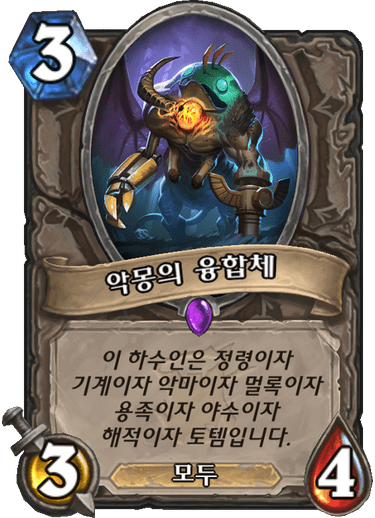 3
악몽의 융합체
이 하수인은 정령이자
기계이자 악마이자 멀록이자
용족이자 야수이자
해적이자 토템입니다.
모두
3
4